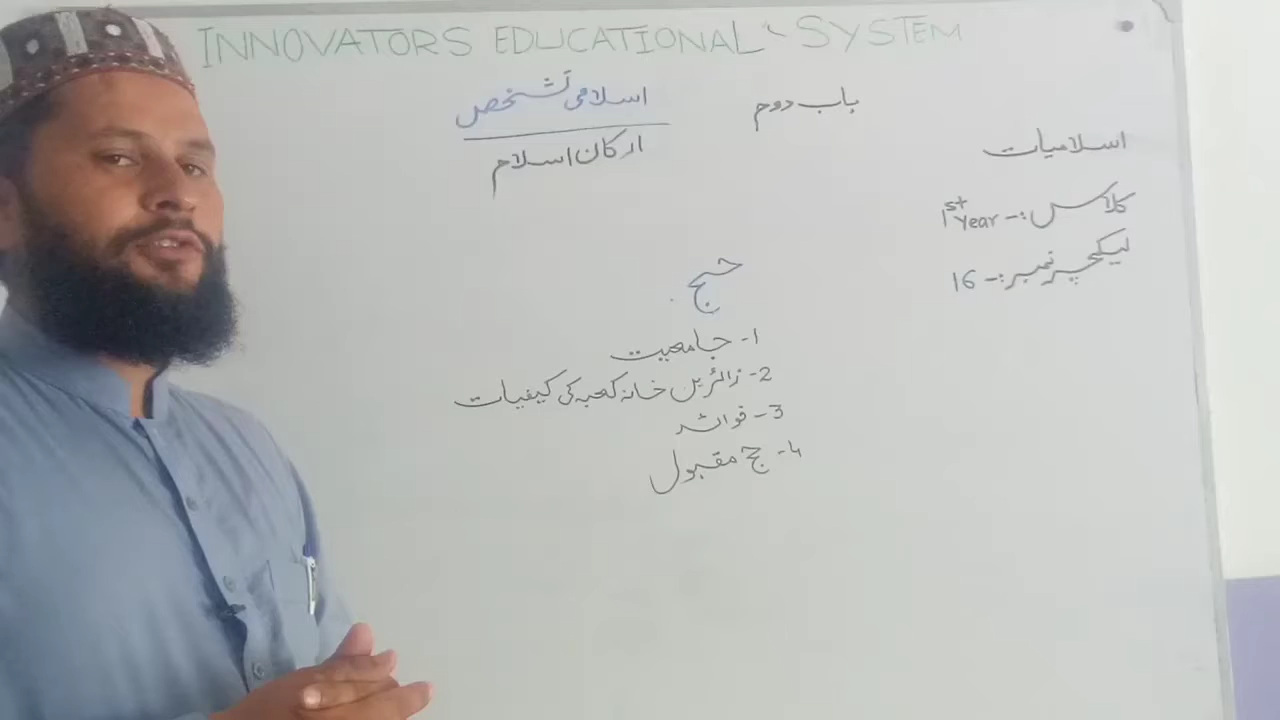 INNOVATORS EDUCATIONAL SYSTEM
باب دوم
اسلامی تشخص
ارکان اسلام
اسلامیات
کلاس:- 1st Year
لیکچر نمبر:- 16
حج
1- جامعیت
2- زائرین خانہ کعبہ کی کیفیات
3- فوائد
4- حج مقبول